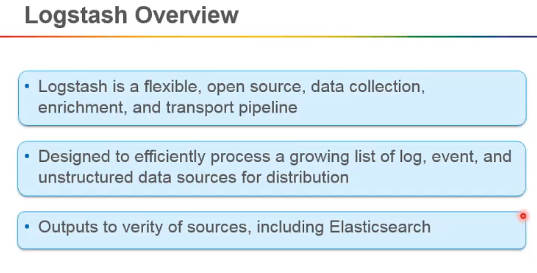 Logstash Overview
• Logstash is a flexible, open source, data collection,
enrichment, and transport pipeline
• Designed to efficiently process a growing list of log, event, and
unstructured data sources for distribution
• Outputs to verity of sources, including Elasticsearch